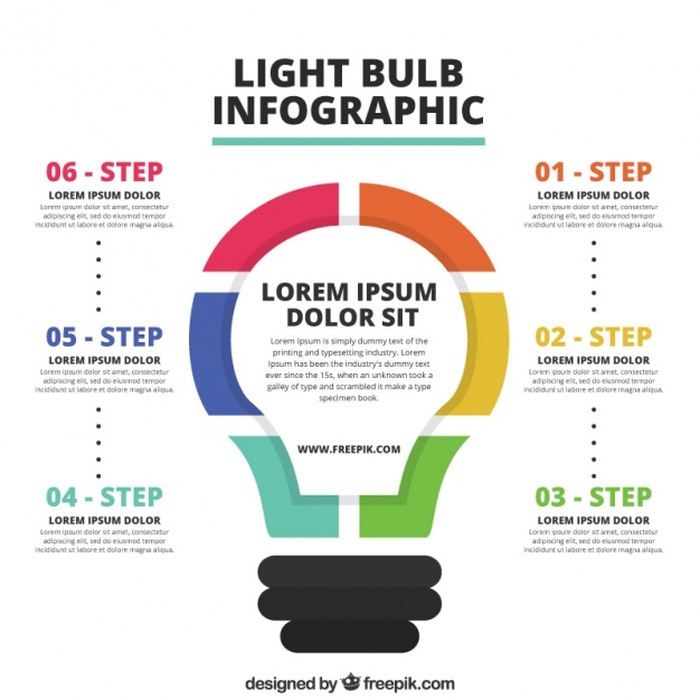 LIGHT BULB
INFOGRAPHIC
06 - STEP
LOREM IPSUM DOLOR
Lorem ipsum dolor sit amet, consectetur
adipiscing elit, sed do eiusmod tempor
incididunt ut labore et dolore magna aliqua.
05 - STEP
LOREM IPSUM DOLOR
Lorem ipsum dolor sit amet, consectetur
adipiscing elit, sed do eiusmod tempor
incididunt ut labore et dolore magna aliqua.
04 - STEP
LOREM IPSUM DOLOR
Lorem ipsum dolor sit amet, consectetur
adipiscing elit, sed do eiusmod tempor
incididunt ut labore et dolore magna aliqua.
LOREM IPSUM
DOLOR SIT
Lorem Ipsum is simply dummy text of the
printing and typesetting industry. Lorem
Ipsum has been the industry's standard dummy
text ever since the 15s, when an unknown took a
galley of type and scrambled it make a type
specimen book.
WWW.FREEPIK.COM
01 - STEP
LOREM IPSUM DOLOR
Lorem ipsum dolor sit amet, consectetur
adipiscing elit, sed do eiusmod tempor
incididunt ut labore et dolore magna aliqua.
02 - STEP
LOREM IPSUM DOLOR
Lorem ipsum dolor sit amet, consectetur
adipiscing elit, sed do eiusmod tempor
incididunt ut labore et dolore magna aliqua.
03 - STEP
LOREM IPSUM DOLOR
Lorem ipsum dolor sit amet, consectetur
adipiscing elit, sed do eiusmod tempor
incididunt ut labore et dolore magna aliqua.
designed by freepik.com